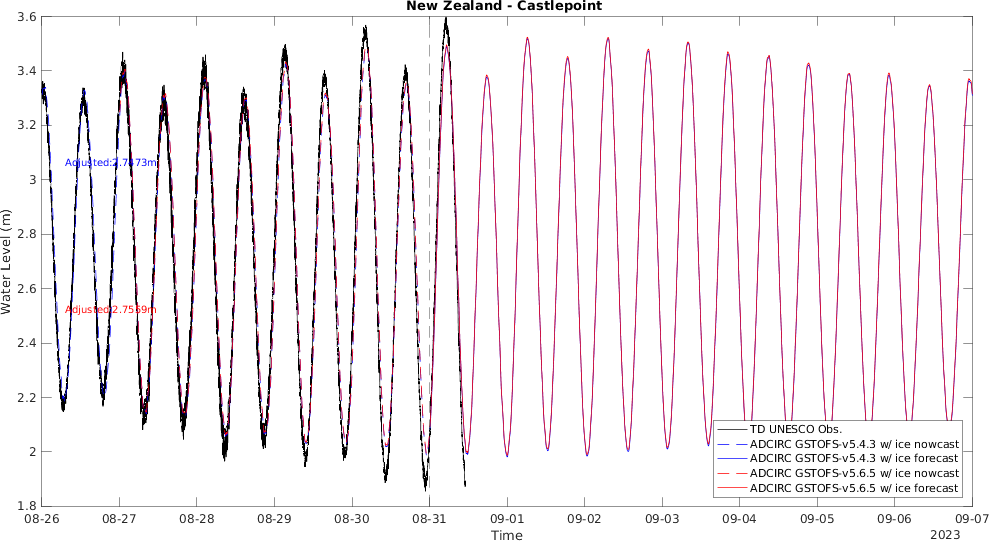 New Zealand - Castlepoint
3.6
3.4
3.2
3
2.8
2.6
2.4
2.2
2
1.8
Water Level (m)
Adjusted:2.7473m
Adjusted:2.7569m
TD UNESCO Obs.
ADCIRC GSTOFS-v5.4.3 w/ ice nowcast
ADCIRC GSTOFS-v5.4.3 w/ ice forecast
ADCIRC GSTOFS-v5.6.5 w/ ice nowcast
ADCIRC GSTOFS-v5.6.5 w/ ice forecast
08-26 08-27 08-28 08-29 08-30 08-31 09-01 09-02 09-03 09-04 09-05 09-06 09-07
Time
2023